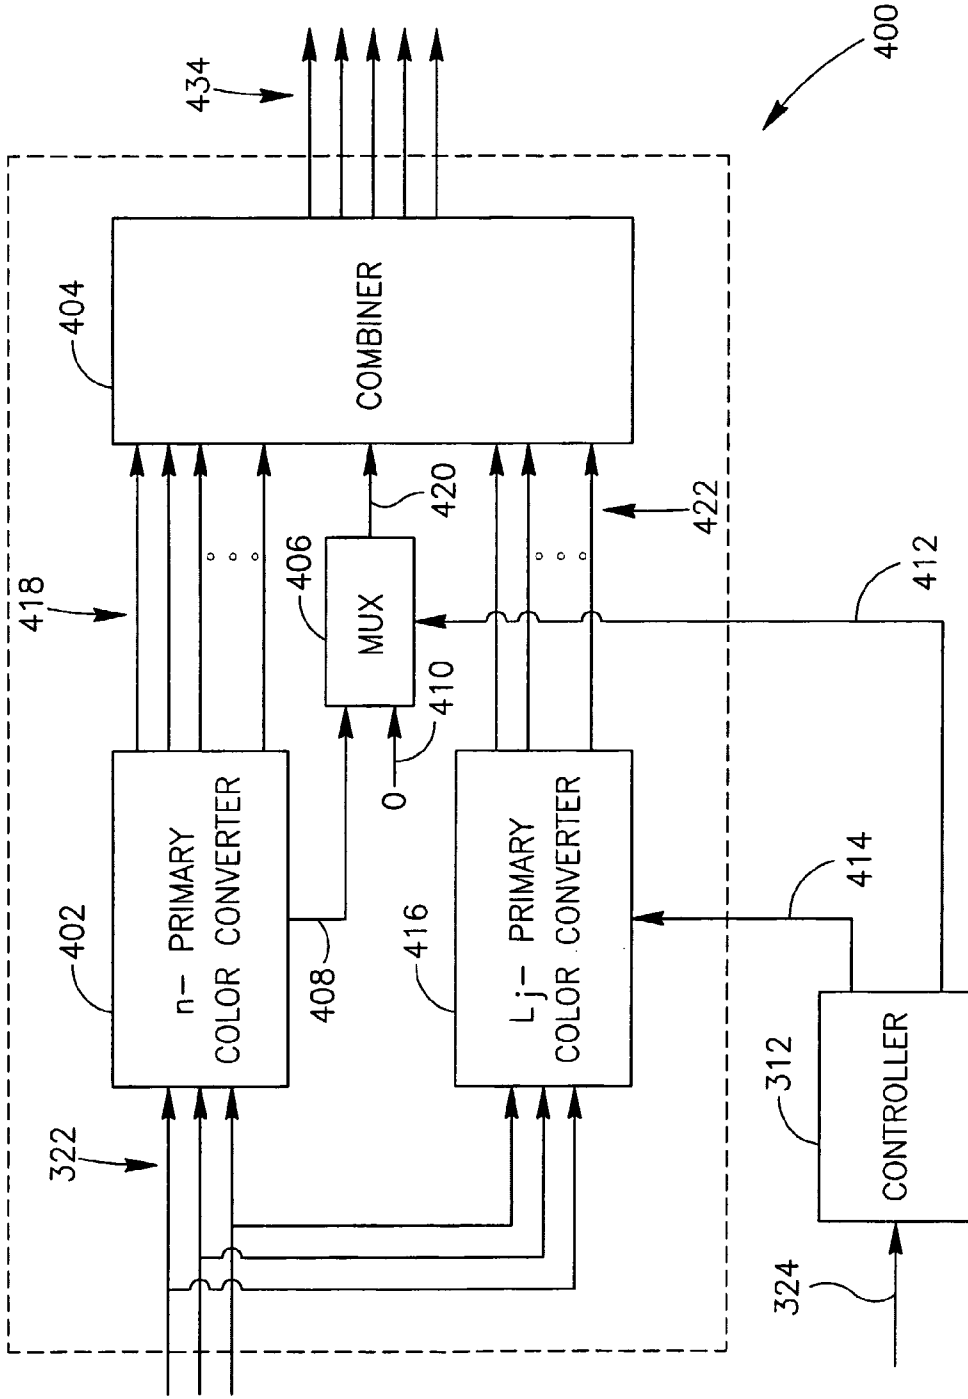 400
434
404
COMBINER
418
420
422
406
MUX
410
0
412
402
n- PRIMARY
COLOR CONVERTER
408
416
Lj- PRIMARY
COLOR CONVERTER
414
322
312
CONTROLLER
324